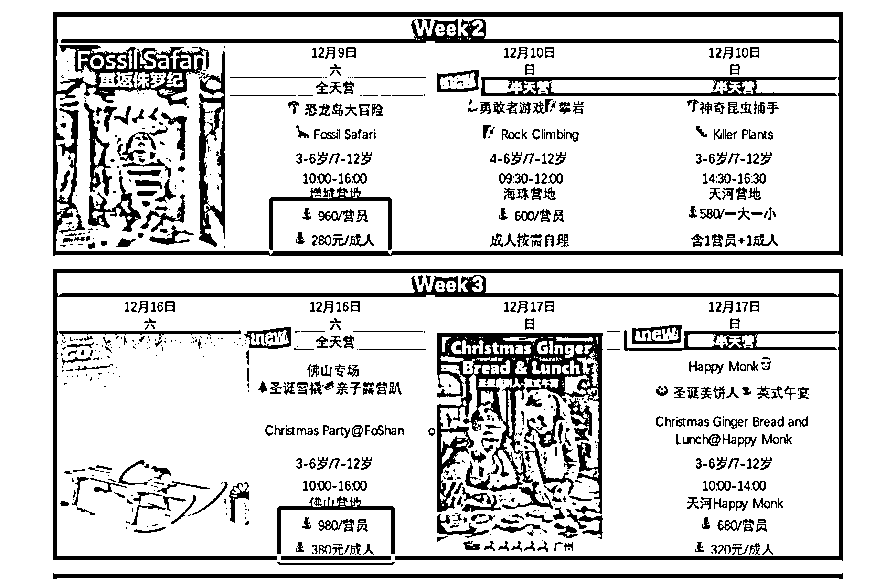 Week 2
Fossil Safari
重返侏罗纪
12月9日
六
全天营
恐龙岛大冒险
Fossil Safari
3-6岁/7-12岁
10:00-16:00
增城营地
960/营员
280元/成人
12月10日
日
new
半天营
勇敢者游戏 攀岩
Rock Climbing
4-6岁/7-12岁
09:30-12:00
海珠营地
600/营员
成人按需自理
12月10日
日
半天营
神奇昆虫捕手
Killer Plants
3-6岁/7-12岁
14:30-16:30
天河营地
580/一大一小
含1营员+1成人
Week 3
12月16日
六
12月16日
六
new
全天营
佛山专场
圣诞雪撬 亲子露营趴
Christmas Party@FoShan
3-6岁/7-12岁
10:00-16:00
佛山营地
980/营员
380元/成人
12月17日
日
Christmas Ginger
Bread & Lunch
广州
12月17日
日
new
半天营
Happy Monk
圣诞姜饼人 英式午宴
Christmas Ginger Bread and
Lunch@Happy Monk
3-6岁/7-12岁
10:00-14:00
天河Happy Monk
680/营员
320元/成人